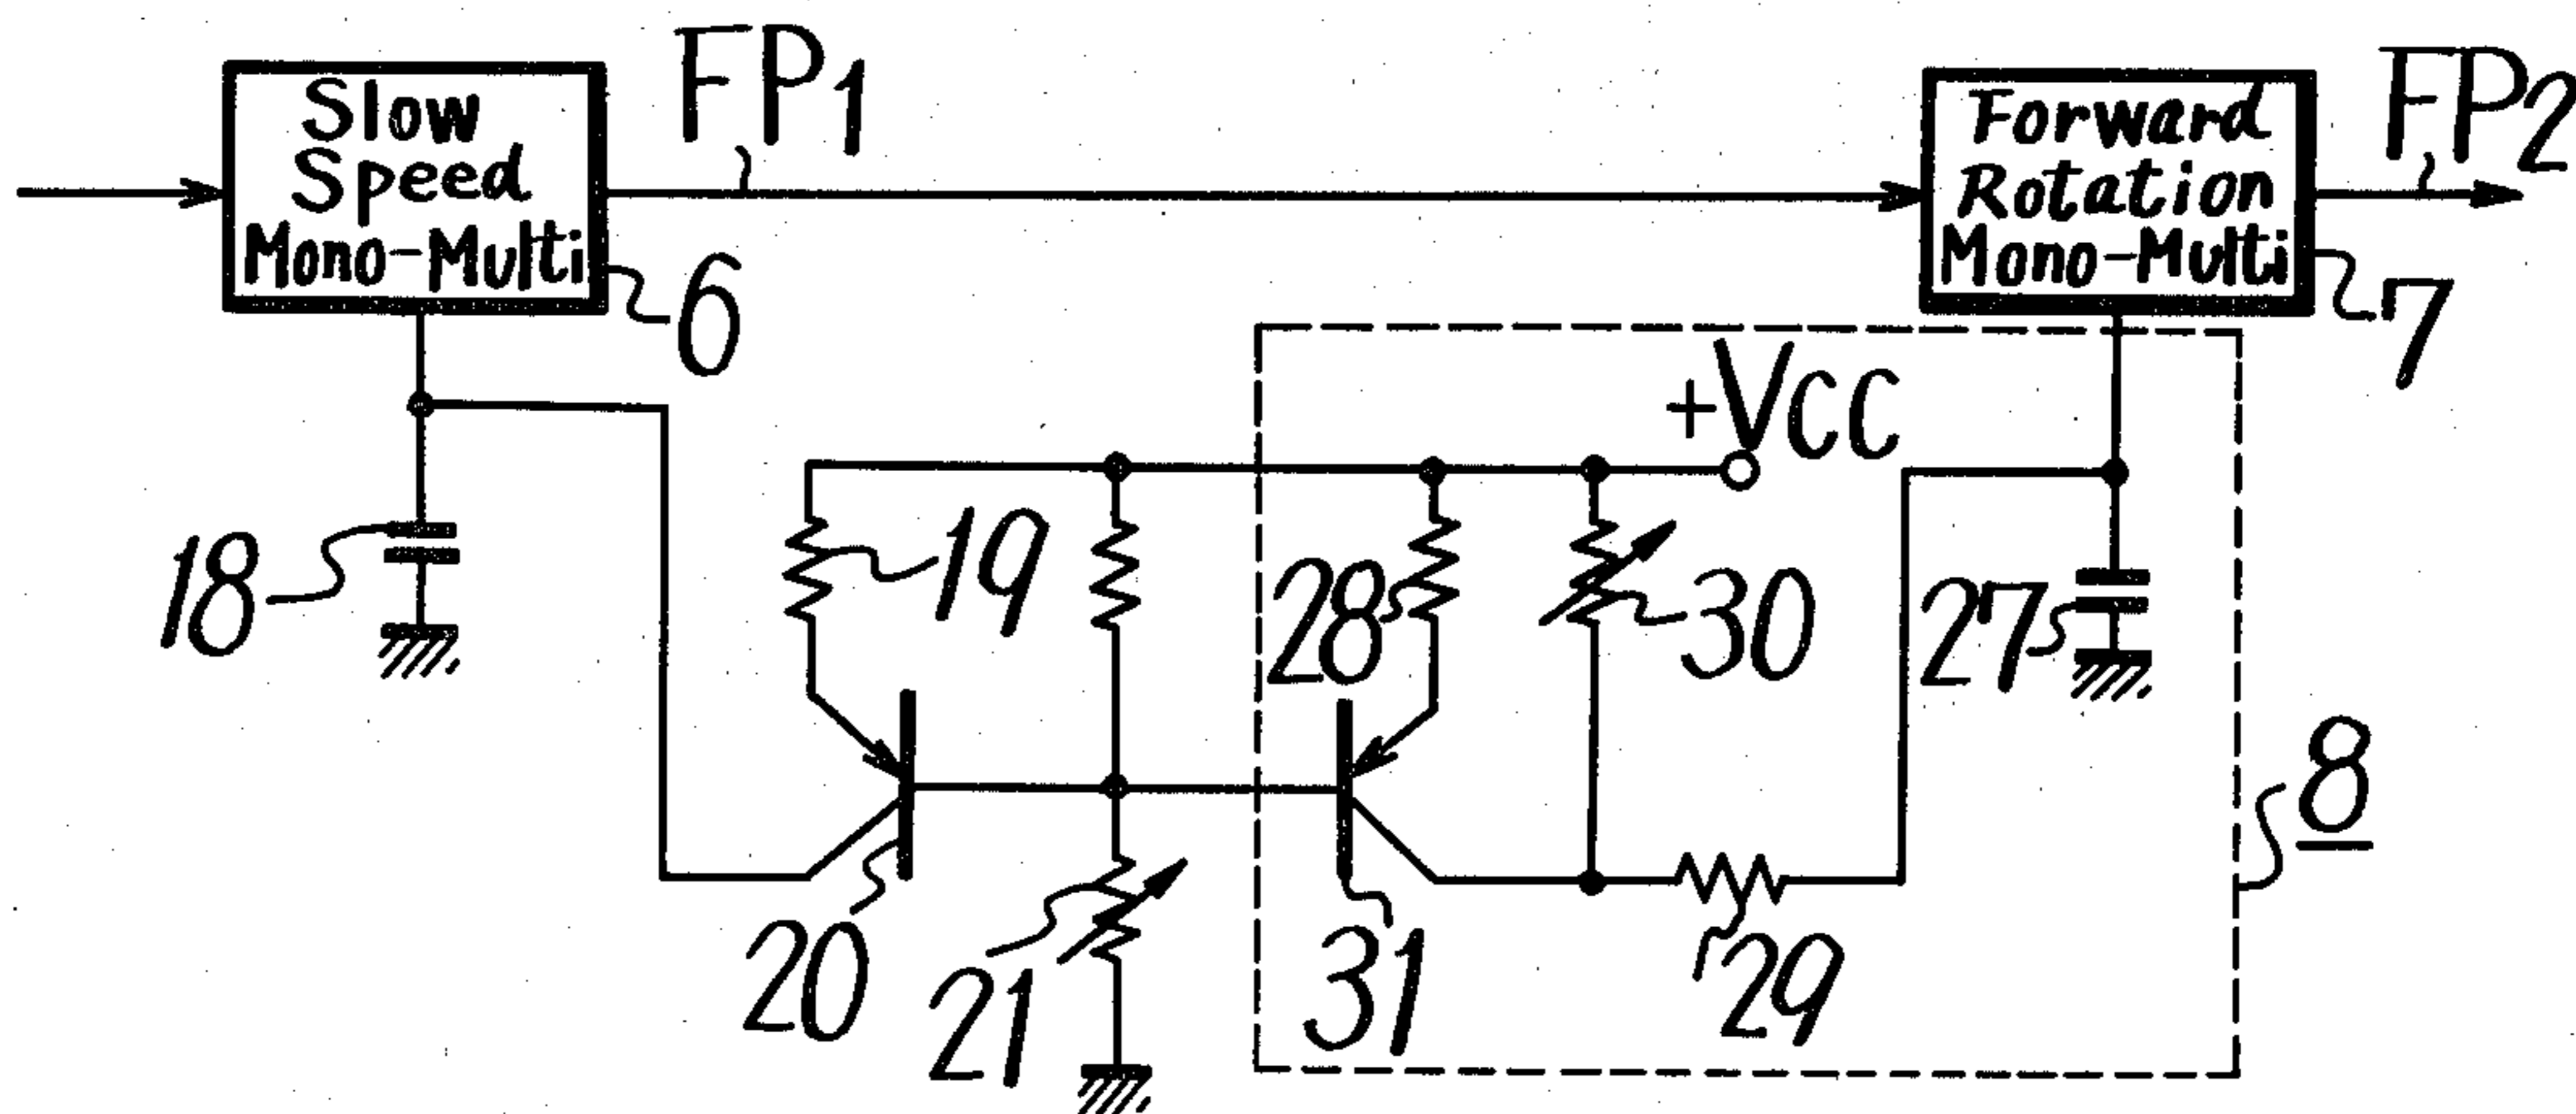 Slow
Speed
Mono-Multi
FP1
Forward
Rotation
Mono-Multi
FP2
6
7
+Vcc
18
19
28
30
27
8
20
21
31
29